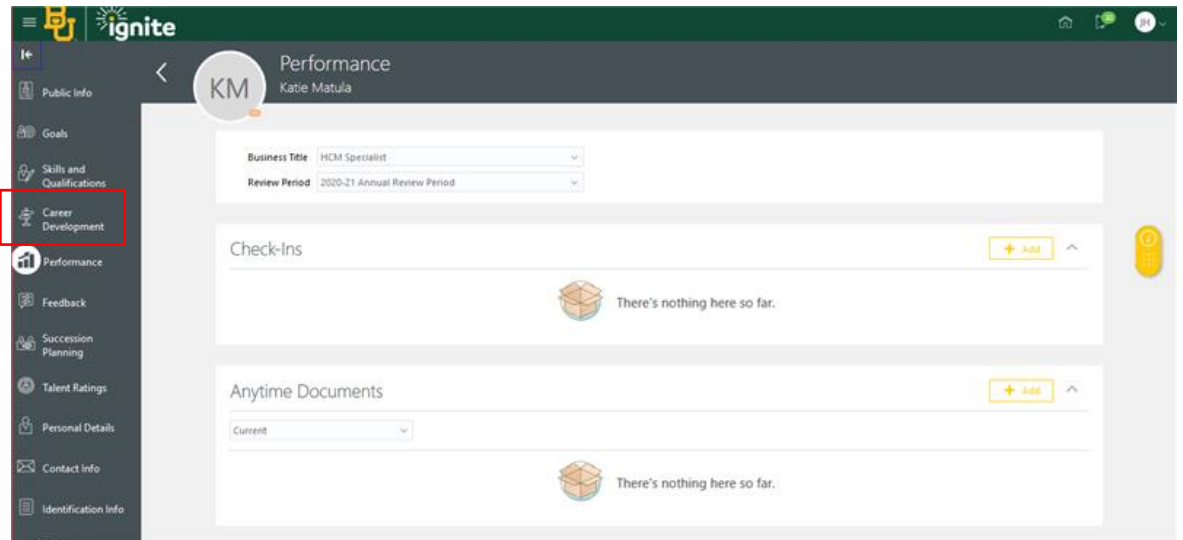 BU ignite
JH
Public Info
Goals
Skills and
Qualifications
Career
Development
Performance
Feedback
Succession
Planning
Talent Ratings
Personal Details
Contact Info
Identification Info
KM
Performance
Katie Matula
Business Title HCM Specialist
Review Period 2020-21 Annual Review Period
Check-Ins
+ Add
There's nothing here so far.
Anytime Documents
+ Add
Current
There's nothing here so far.